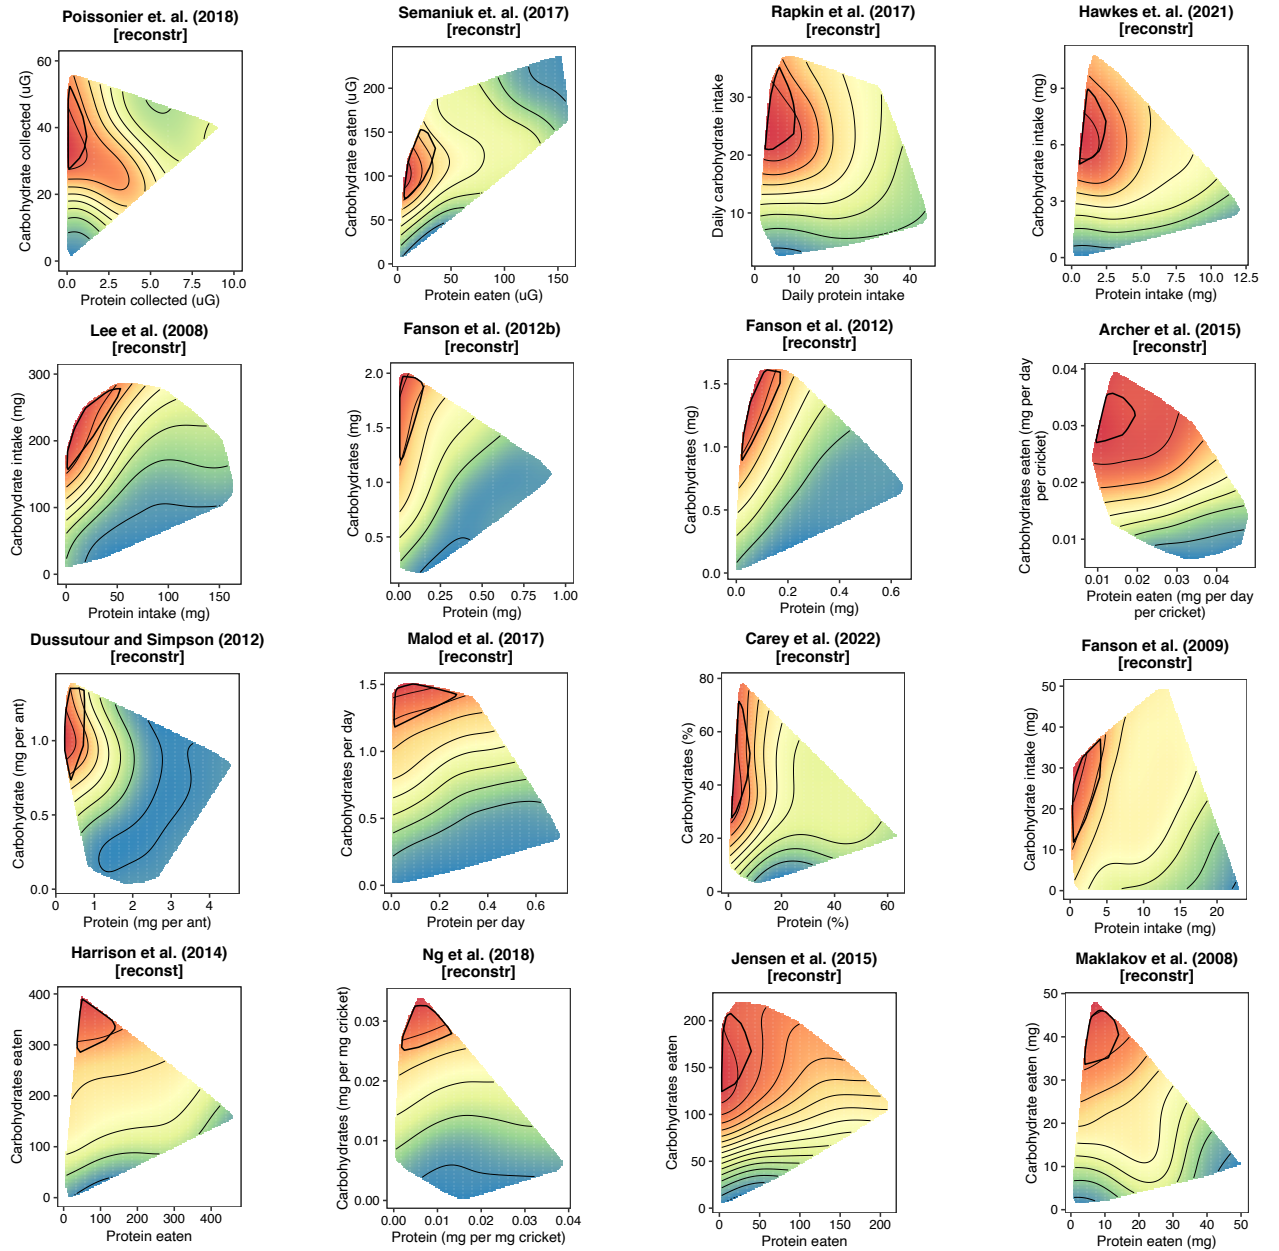 Poissonier et. al. (2018)
[reconstr]
Carbohydrate collected (uG)
60
40
20
0
0.0 2.5 5.0 7.5 10.0
Protein collected (uG)
Semaniuk et. al. (2017)
[reconstr]
Carbohydrate eaten (uG)
200
150
100
50
0
0 50 100 150
Protein eaten (uG)
Rapkin et al. (2017)
[reconstr]
Daily carbohydrate intake
30
20
10
0 10 20 30 40
Daily protein intake
Hawkes et. al (2021)
[reconstr]
Carbohydrate intake (mg)
9
6
3
0
0.0 2.5 5.0 7.5 10.0 12.5
Protein intake (mg)
Lee et al. (2008)
[reconstr]
Carbohydrate intake (mg)
300
200
100
0
0 50 100 150
Protein intake (mg)
Fanson et al. (2012b)
[reconstr]
Carbohydrates (mg)
2.0
1.5
1.0
0.5
0.00 0.25 0.50 0.75 1.00
Protein (mg)
Fanson et al. (2012)
[reconstr]
Carbohydrates (mg)
1.5
1.0
0.5
0.0
0.0 0.2 0.4 0.6
Protein (mg)
Archer et al. (2015)
[reconstr]
Carbohydrates eaten (mg per day
per cricket)
0.04
0.03
0.02
0.01
0.01 0.02 0.03 0.04
Protein eaten (mg per day
per cricket)
Dussutour and Simpson (2012)
[reconstr]
Carbohydrate (mg per ant)
1.0
0.5
0.0
0 1 2 3 4
Protein (mg per ant)
Malod et al. (2017)
[reconstr]
Carbohydrates per day
1.5
1.0
0.5
0.0
0.0 0.2 0.4 0.6
Protein per day
Carey et al. (2022)
[reconstr]
Carbohydrates (%)
80
60
40
20
0
0 20 40 60
Protein (%)
Fanson et al. (2009)
[reconstr]
Carbohydrate intake (mg)
50
40
30
20
10
0
0 5 10 15 20
Protein intake (mg)
Harrison et al. (2014)
[reconst]
Carbohydrates eaten
400
300
200
100
0
0 100 200 300 400
Protein eaten
Ng et al. (2018)
[reconstr]
Carbohydrates (mg per mg cricket)
0.03
0.02
0.01
0.00
0.00 0.01 0.02 0.03 0.04
Protein (mg per mg cricket)
Jensen et al. (2015)
[reconstr]
Carbohydrates eaten
200
150
100
50
0
0 50 100 150 200
Protein eaten
Maklakov et al. (2008)
[reconstr]
Carbohydrate eaten (mg)
50
40
30
20
10
0
0 10 20 30 40 50
Protein eaten (mg)